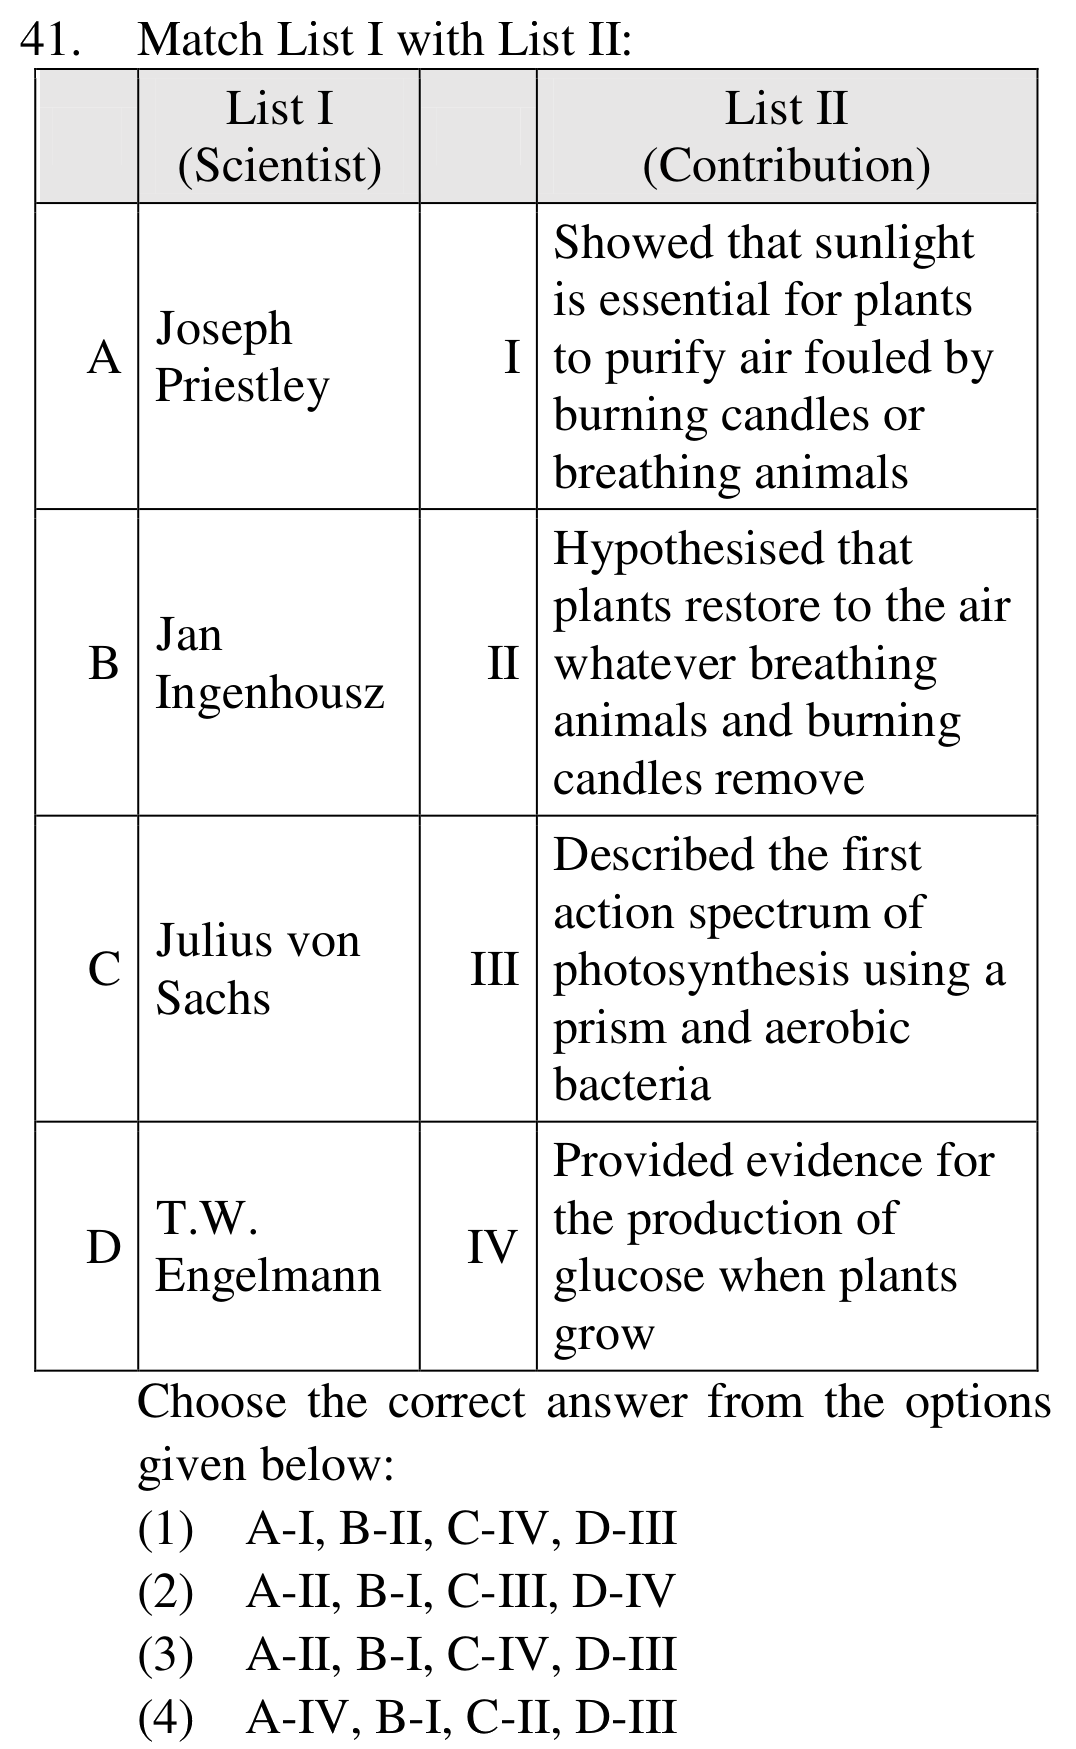 41. Match List I with List II:
List I
(Scientist)
List II
(Contribution)
A
Joseph
Priestley
I
Showed that sunlight
is essential for plants
to purify air fouled by
burning candles or
breathing animals
B
Jan
Ingenhousz
II
Hypothesised that
plants restore to the air
whatever breathing
animals and burning
candles remove
C
Julius von
Sachs
III
Described the first
action spectrum of
photosynthesis using a
prism and aerobic
bacteria
D
T.W.
Engelmann
IV
Provided evidence for
the production of
glucose when plants
grow
Choose the correct answer from the options
given below:
(1) A-I, B-II, C-IV, D-III
(2) A-II, B-I, C-III, D-IV
(3) A-II, B-I, C-IV, D-III
(4) A-IV, B-I, C-II, D-III